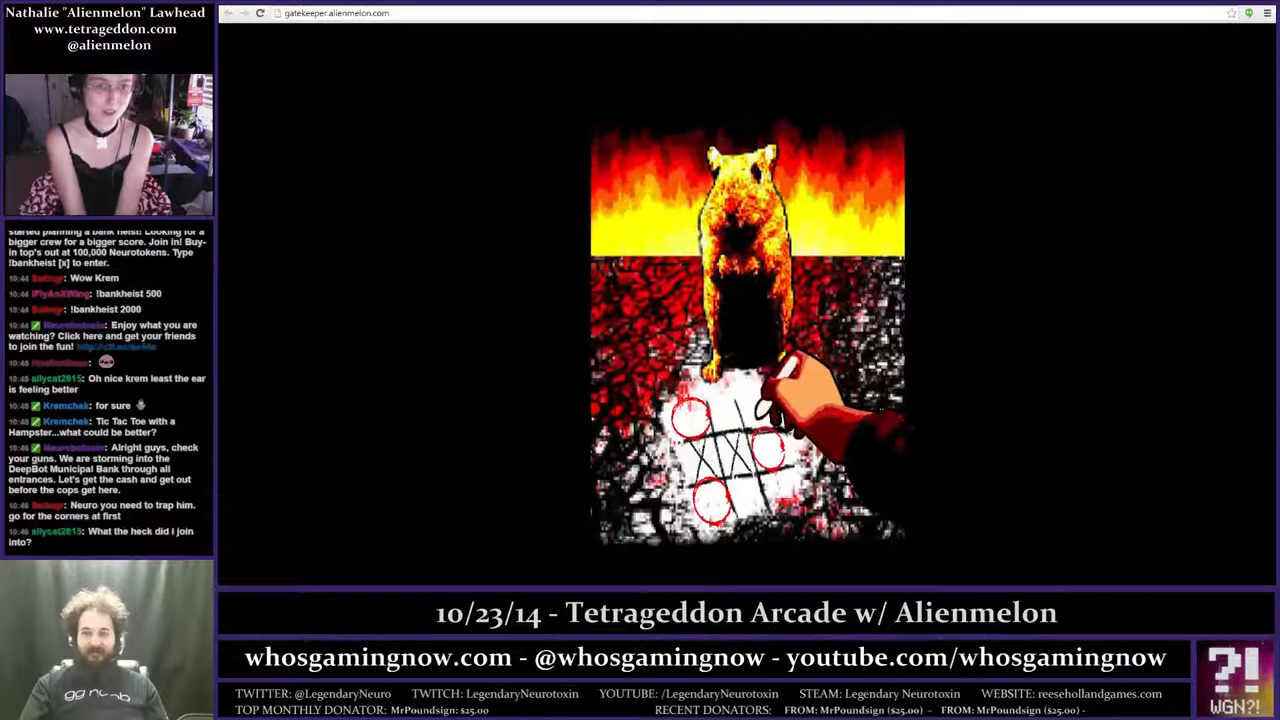 Nathalie "Alienmelon" Lawhead
www.tetrageddon.com
@alienmelon
gatekeeper.alienmelon.com
started planning a bank heist! Looking for a
bigger crew for a bigger score. Join in! Buy-
in top's out at 100,000 Neurotokens. Type
!bankheist [x] to enter.
10:44 Wow Krem
10:44 IFlyAnXWing: !bankheist 500
10:44 !bankheist 2000
10:44 Neurobotoxin: Enjoy what you are
watching? Click here and get your friends
to join the fun!
10:45
10:45 allycat2815: Oh nice krem least the ear
is feeling better
10:45 Kremchek: for sure
10:45 Kremchek: Tic Tac Toe with a
Hampster...what could be better?
10:46 Neurobotoxin: Alright guys, check
your guns. We are storming into the
DeepBot Municipal Bank through all
entrances. Let's get the cash and get out
before the cops get here.
10:46 Neuro you need to trap him.
go for the corners at first
10:46 allycat2815: What the heck did I join
into?
gg nub
10/23/14 - Tetrageddon Arcade w/ Alienmelon
whosgamingnow.com - @whosgamingnow - youtube.com/whosgamingnow
?!
WGN?!
TWITTER: @LegendaryNeuro TWITCH: LegendaryNeurotoxin YOUTUBE: /LegendaryNeurotoxin STEAM: Legendary Neurotoxin WEBSITE: reesehollandgames.com
TOP MONTHLY DONATOR: MrPoundsign: $25.00 RECENT DONATORS: FROM: MrPoundsign ($25.00) - FROM: MrPoundsign ($25.00) -